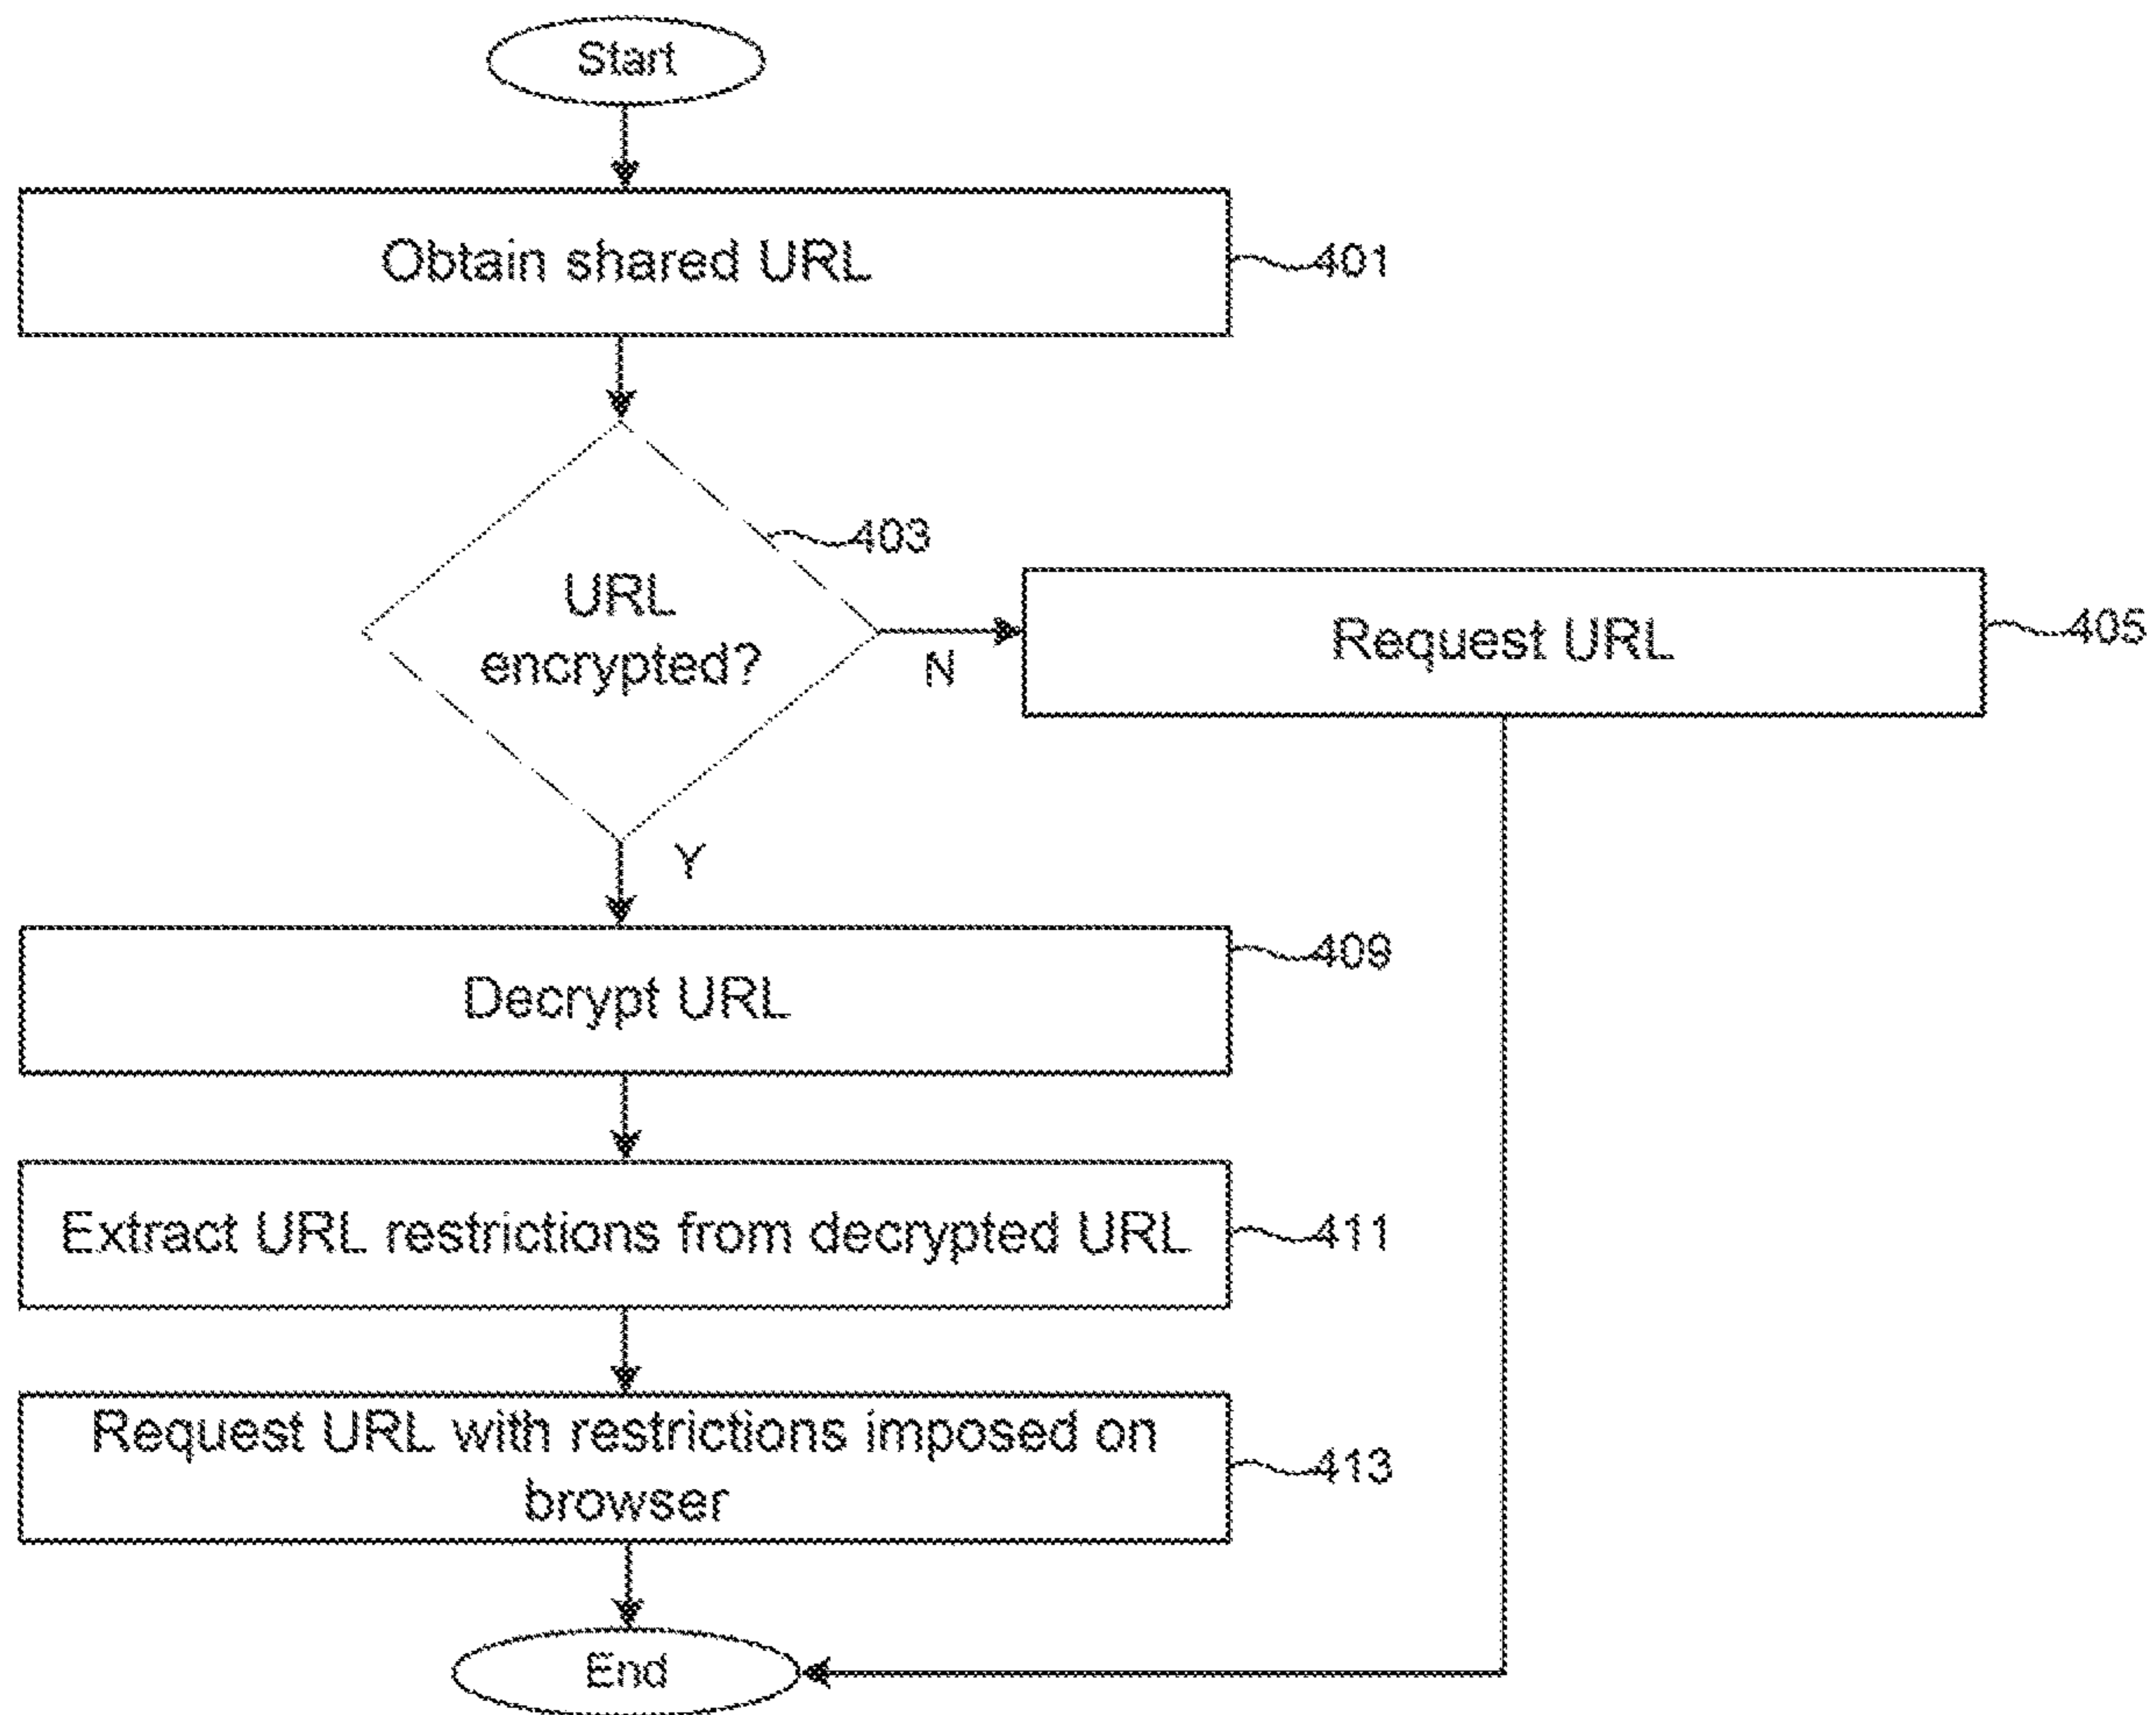 Start
Obtain shared URL
401
403
URL
encrypted?
N
Request URL
405
Y
Decrypt URL
409
Extract URL restrictions from decrypted URL
411
Request URL with restrictions imposed on
browser
413
End